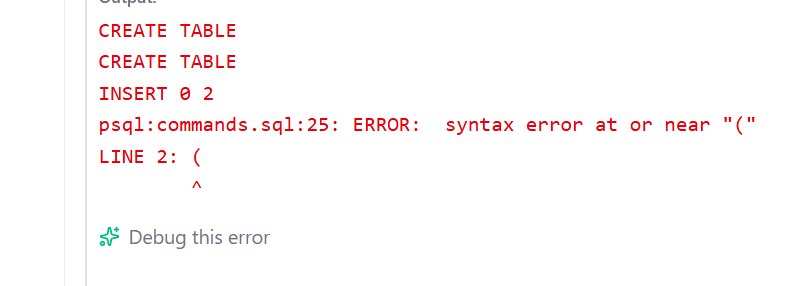 Output:
CREATE TABLE
CREATE TABLE
INSERT 0 2
psql:commands.sql:25: ERROR:  syntax error at or near "("
LINE 2: (
        ^
Debug this error